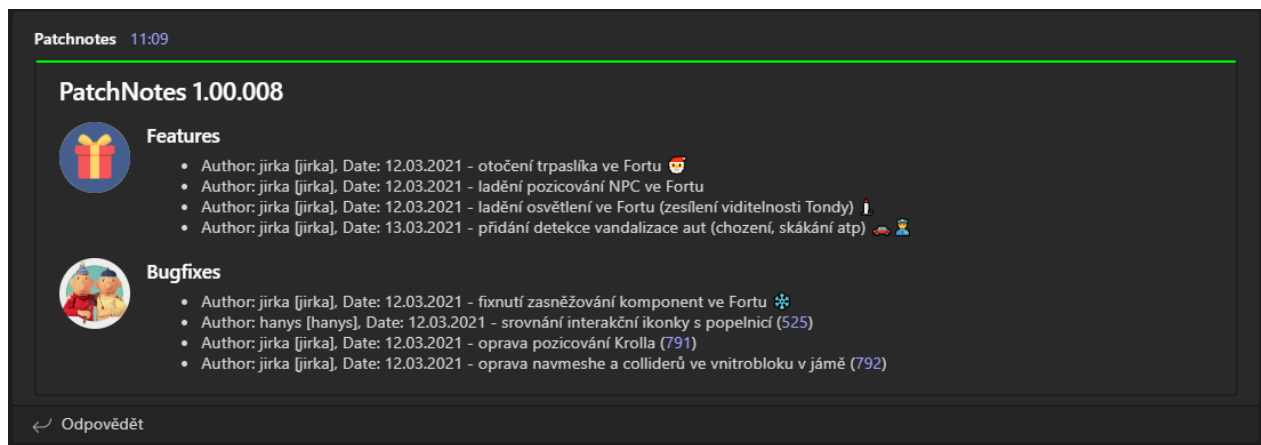 Patchnotes 11:09
PatchNotes 1.00.008
Features
• Author: jirka [jirka], Date: 12.03.2021 - otočení trpaslíka ve Fortu 🎅
• Author: jirka [jirka], Date: 12.03.2021 - ladění pozicování NPC ve Fortu
• Author: jirka [jirka], Date: 12.03.2021 - ladění osvětlení ve Fortu (zesílení viditelnosti Tondy) 🕯
• Author: jirka [jirka], Date: 13.03.2021 - přidání detekce vandalizace aut (chození, skákání atp) 🚗 👮
Bugfixes
• Author: jirka [jirka], Date: 12.03.2021 - fixnutí zasněžování komponent ve Fortu ❄
• Author: hanys [hanys], Date: 12.03.2021 - srovnání interakční ikonky s popelnicí (525)
• Author: jirka [jirka], Date: 12.03.2021 - oprava pozicování Krolla (791)
• Author: jirka [jirka], Date: 12.03.2021 - oprava navmeshe a colliderů ve vnitrobloku v jámě (792)
Odpovědět